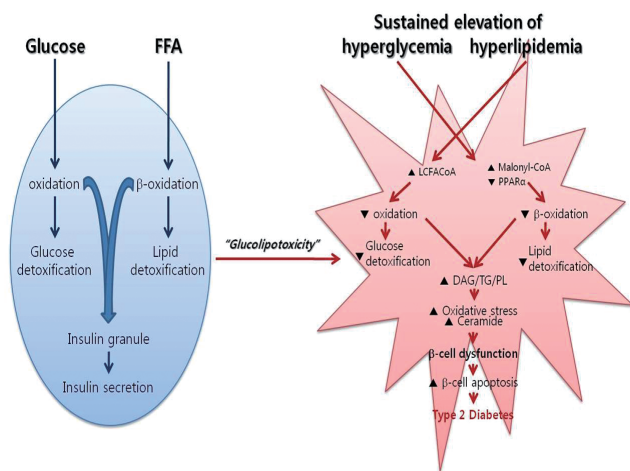 Glucose
FFA
oxidation
β-oxidation
Glucose
detoxification
Lipid
detoxification
Insulin granule
Insulin secretion
"Glucolipotoxicity"
Sustained elevation of
hyperglycemia hyperlipidemia
▲ LCFACoA
▲ Malonyl-CoA
▼ PPARα
▼ oxidation
▼ β-oxidation
Glucose
▼ detoxification
Lipid
▼ detoxification
▲ DAG/TG/PL
▲ Oxidative stress
▲ Ceramide
β-cell dysfunction
▲ β-cell apoptosis
Type 2 Diabetes